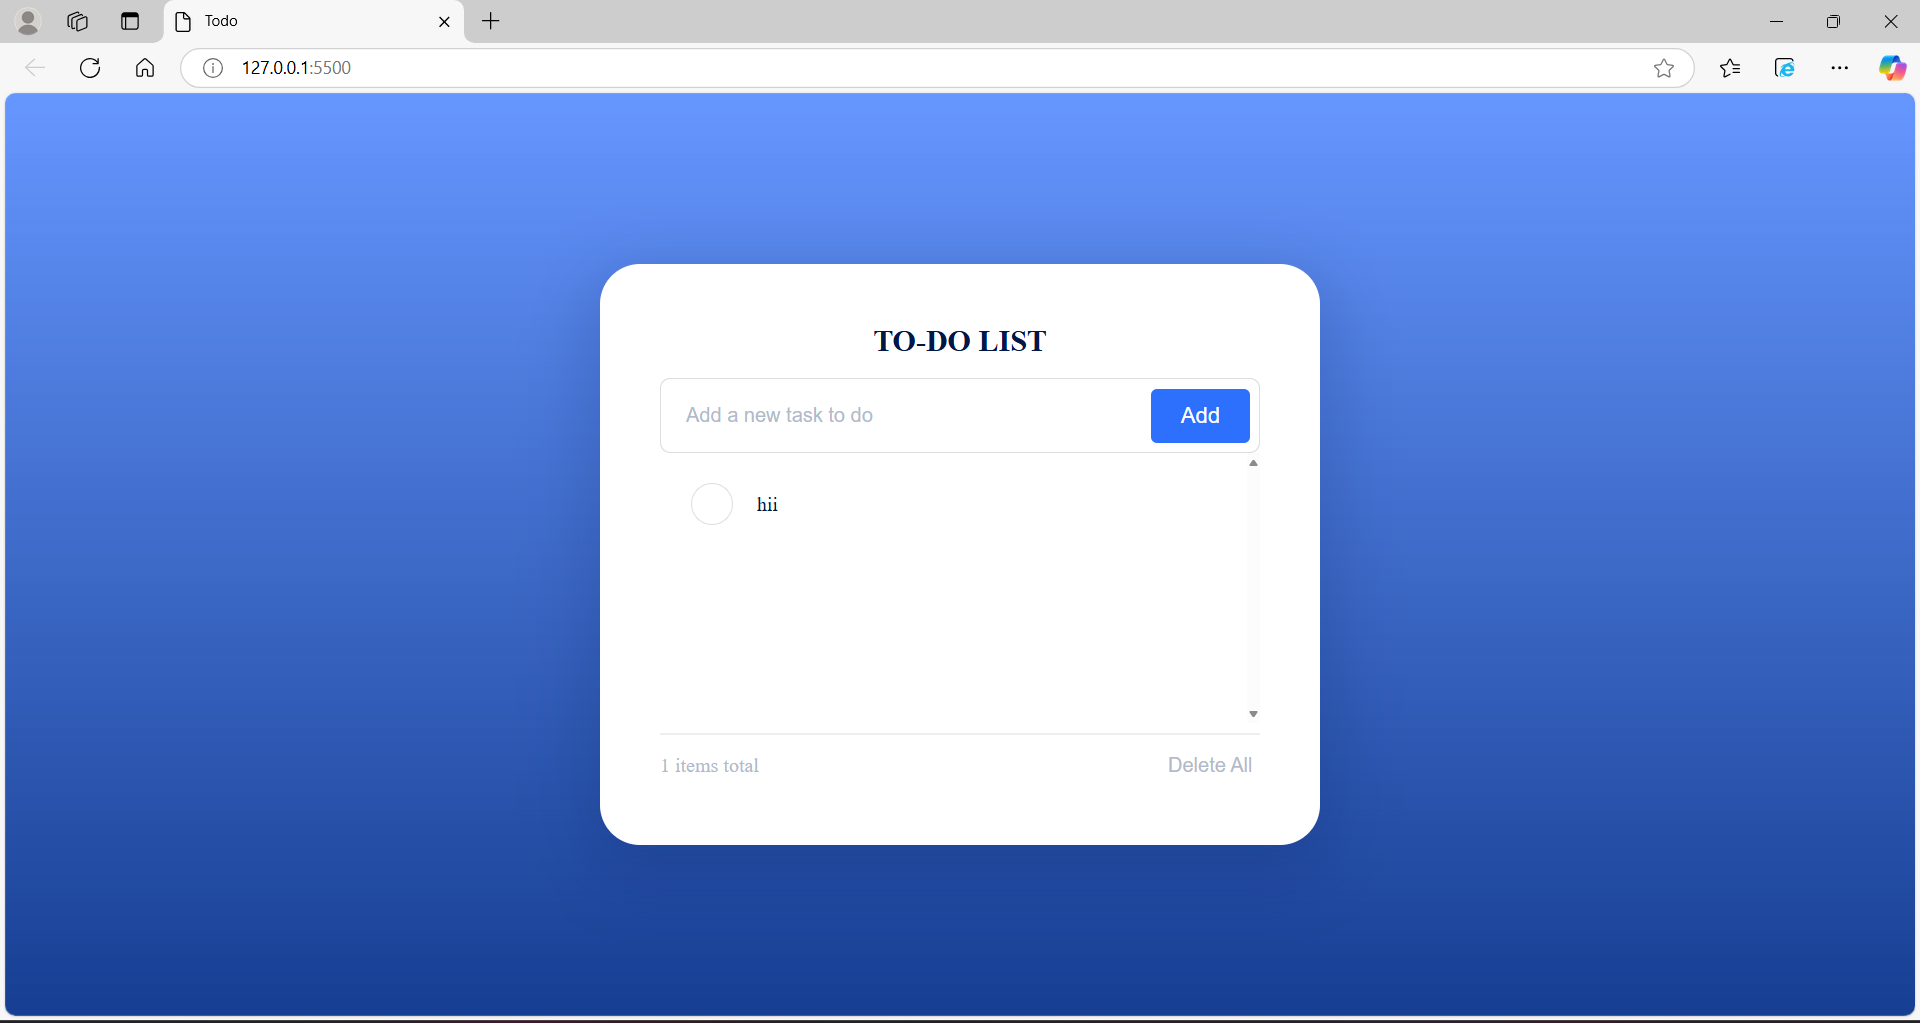 Todo
127.0.0.1:5500
TO-DO LIST
Add a new task to do
Add
hii
1 items total
Delete All